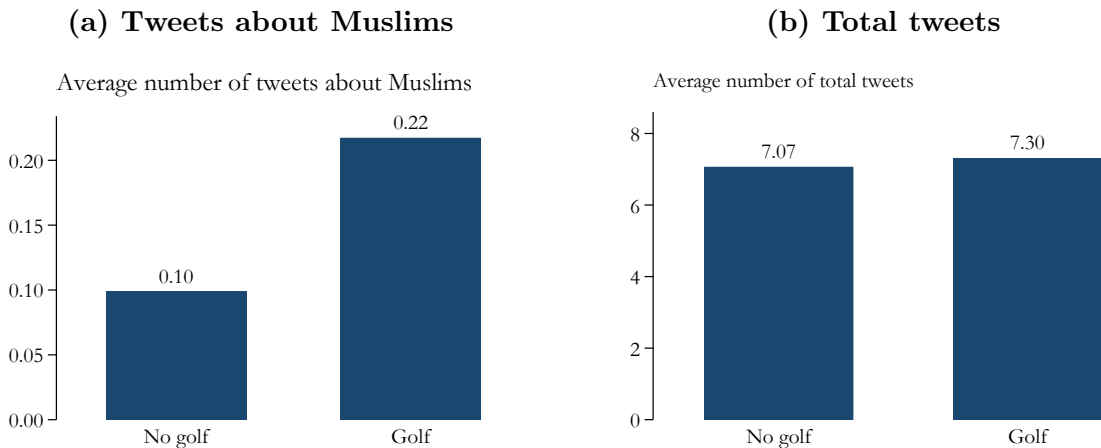 (a) Tweets about Muslims
Average number of tweets about Muslims
0.22
0.20
0.15
0.10
0.10
0.05
0.00
No golf
Golf
(b) Total tweets
Average number of total tweets
8
7.07
7.30
6
4
2
0
No golf
Golf